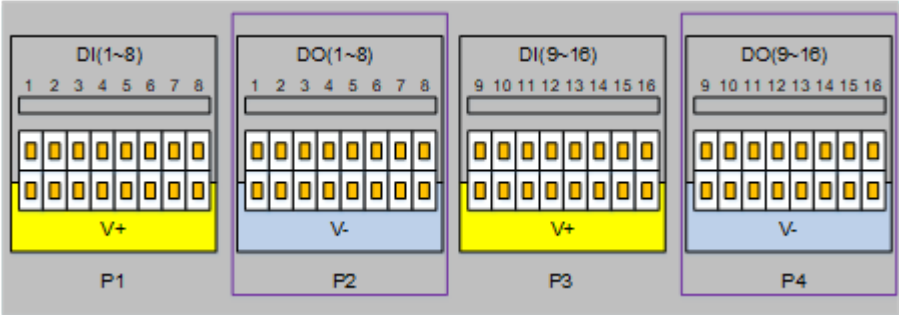 DI(1~8)
1 2 3 4 5 6 7 8
V+
P1
DO(1~8)
1 2 3 4 5 6 7 8
V-
P2
DI(9~16)
9 10 11 12 13 14 15 16
V+
P3
DO(9~16)
9 10 11 12 13 14 15 16
V-
P4